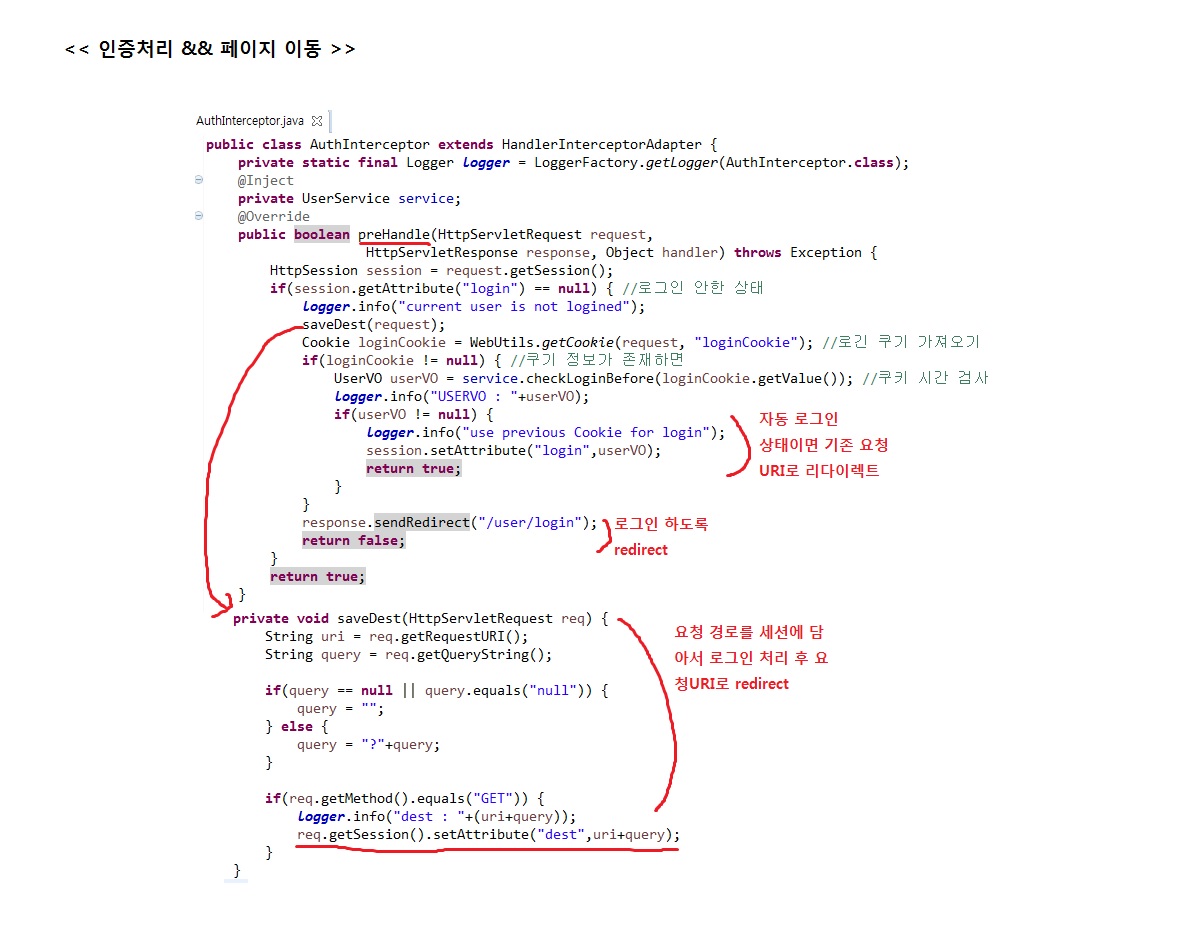 << 인증처리 && 페이지 이동 >>
AuthInterceptor.java
public class AuthInterceptor extends HandlerInterceptorAdapter {
private static final Logger logger = LoggerFactory.getLogger(AuthInterceptor.class);
@Inject
private UserService service;
@Override
public boolean preHandle(HttpServletRequest request,
HttpServletResponse response, Object handler) throws Exception {
HttpSession session = request.getSession();
if(session.getAttribute("login") == null) { //로그인 안한 상태
logger.info("current user is not logined");
saveDest(request);
Cookie loginCookie = WebUtils.getCookie(request, "loginCookie"); //로긴 쿠기 가져오기
if(loginCookie != null) { //쿠기 정보가 존재하면
UserVO userVO = service.checkLoginBefore(loginCookie.getValue()); //쿠키 시간 검사
logger.info("USERVO : "+userVO);
if(userVO != null) {
logger.info("use previous Cookie for login");
session.setAttribute("login",userVO);
return true;
}
}
response.sendRedirect("/user/login");
return false;
}
return true;
}
자동 로그인
상태이면 기존 요청
URI로 리다이렉트
로그인 하도록
redirect
private void saveDest(HttpServletRequest req) {
String uri = req.getRequestURI();
String query = req.getQueryString();
if(query == null || query.equals("null")) {
query = "";
} else {
query = "?"+query;
}
if(req.getMethod().equals("GET")) {
logger.info("dest : "+(uri+query));
req.getSession().setAttribute("dest",uri+query);
}
}
요청 경로를 세션에 담
아서 로그인 처리 후 요
청URI로 redirect